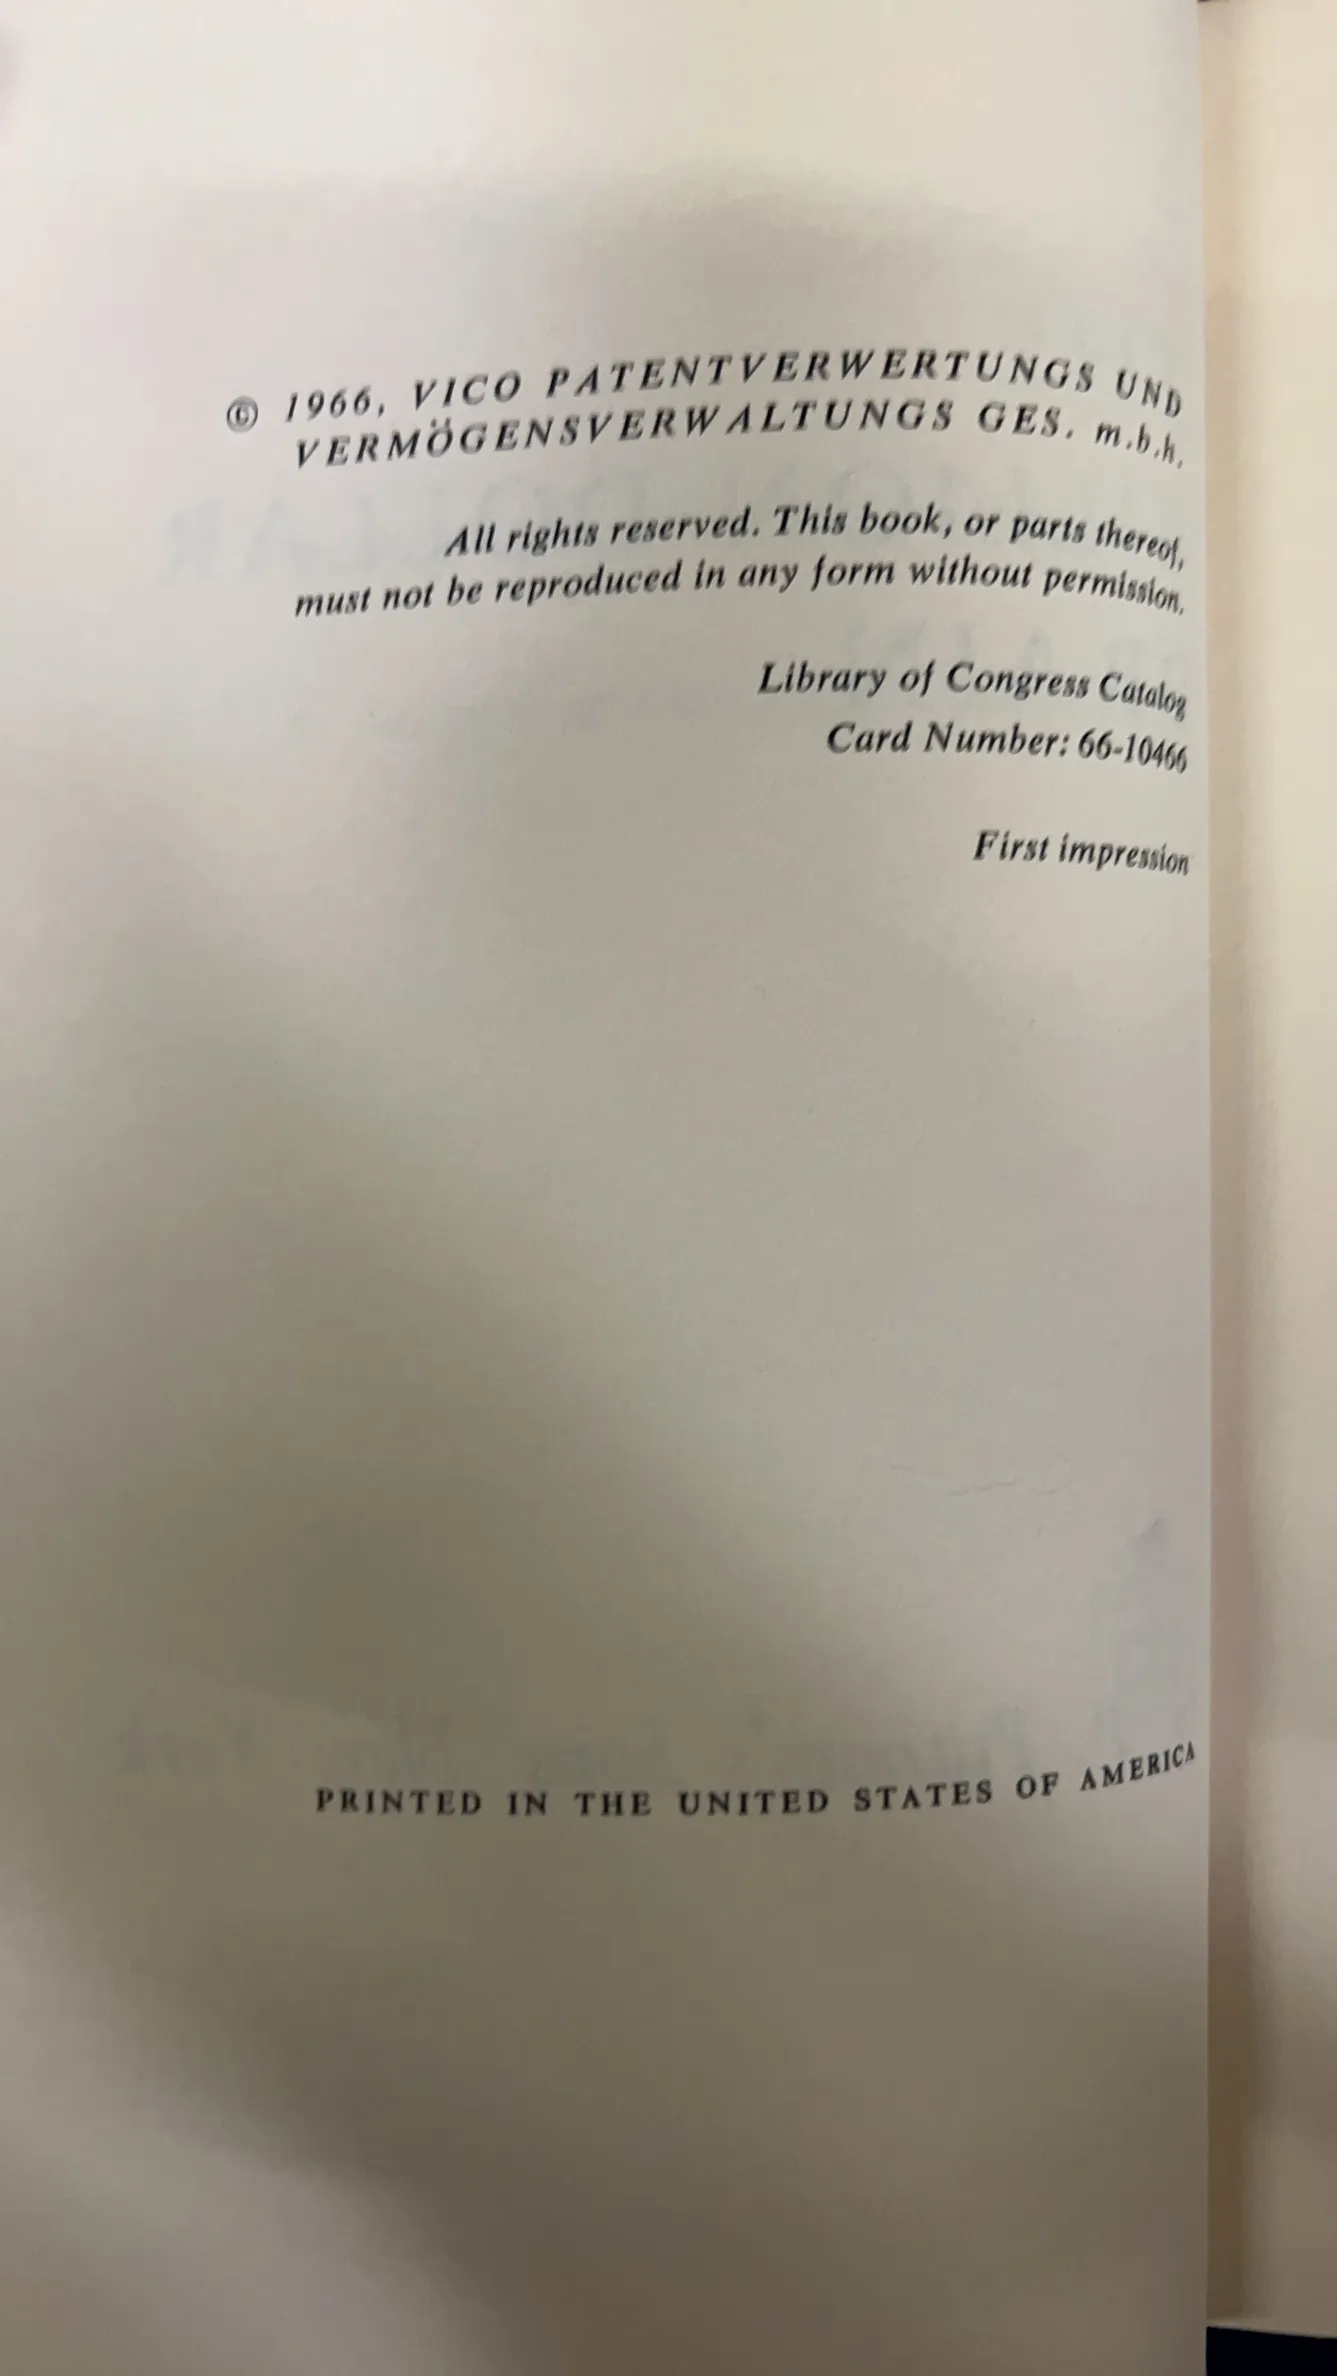 © 1966, VICO PATENTVERWERTUNGS UND
VERMÖGENSVERWALTUNGS GES. m.b.h.
All rights reserved. This book, or parts thereof,
must not be reproduced in any form without permission.
Library of Congress Catalog
Card Number: 66-10466
First impression
PRINTED IN THE UNITED STATES OF AMERICA